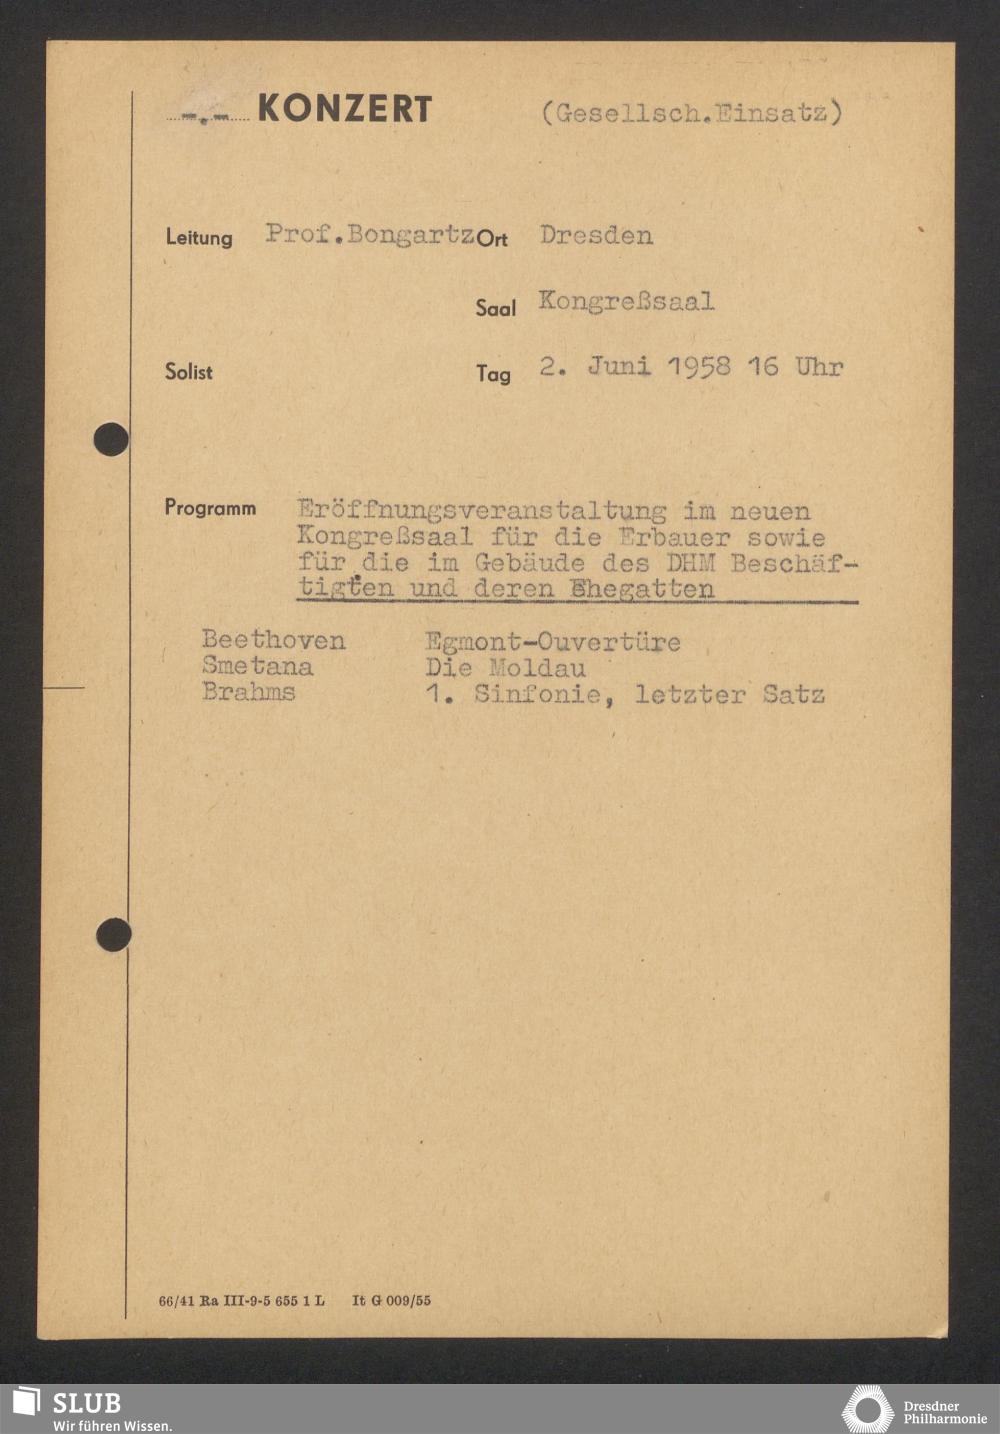 -.- KONZERT (Gesellsch.Einsatz)
Leitung Prof.Bongartz Ort Dresden
Saal Kongreßsaal
Solist Tag 2. Juni 1958 16 Uhr
Programm Eröffnungsveranstaltung im neuen
Kongreßsaal für die Erbauer sowie
für die im Gebäude des DHM Beschäf-
tigten und deren Ehegatten
Beethoven Egmont-Ouvertüre
Smetana Die Moldau
Brahms 1. Sinfonie, letzter Satz
66/41 Ra III-9-5 655 1 L It G 009/55
SLUB
Wir führen Wissen.
Dresdner
Philharmonie